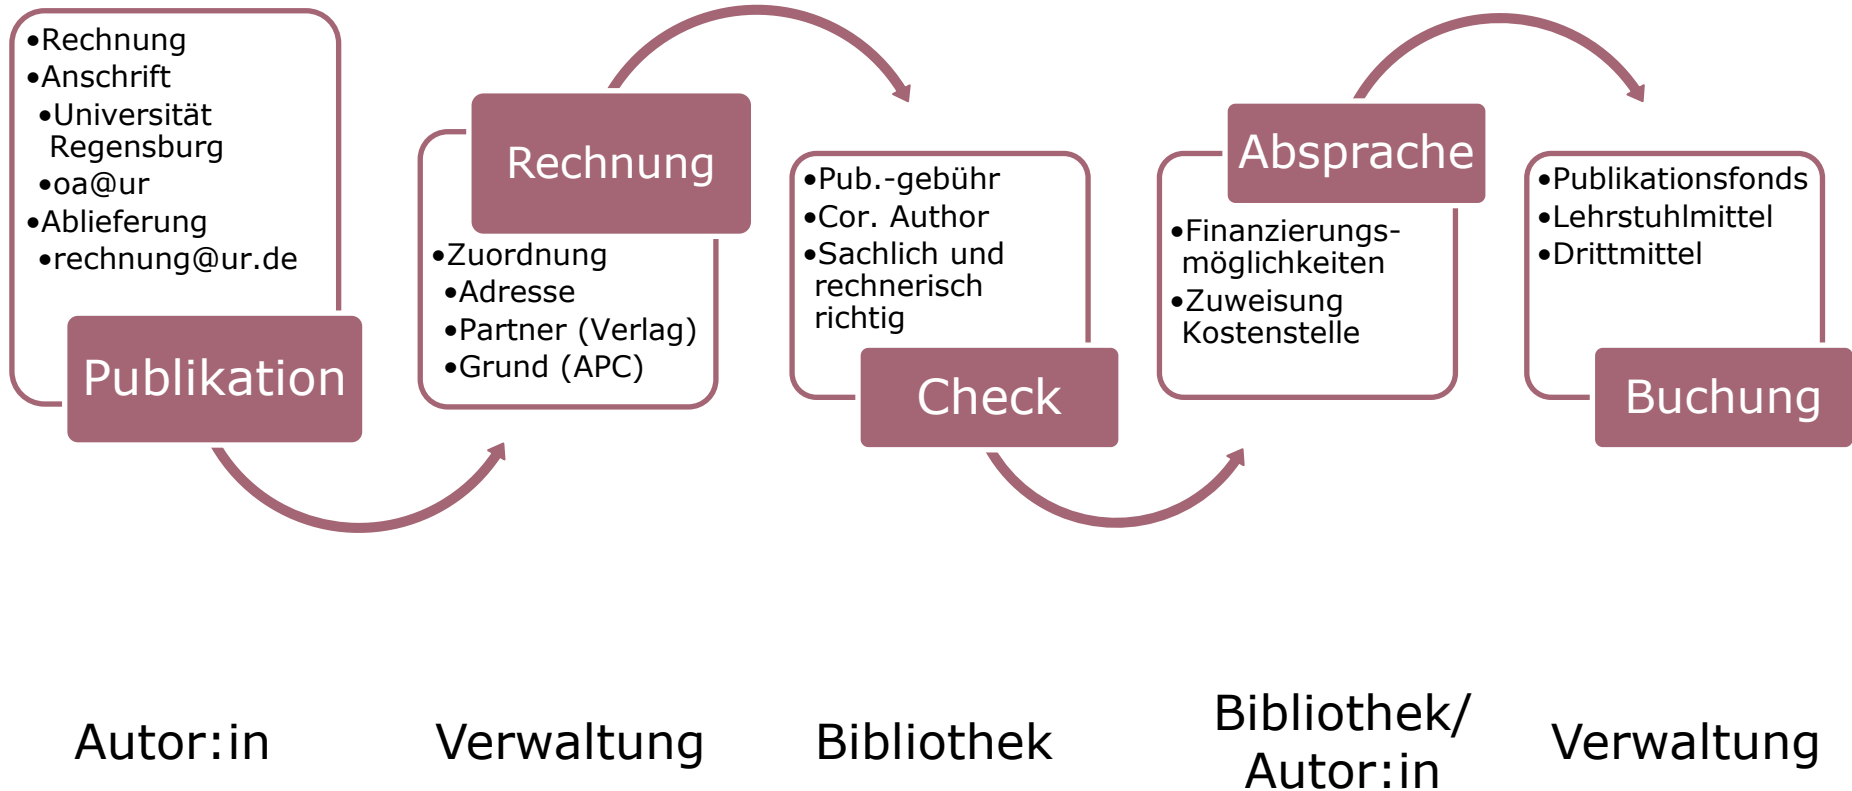 •Rechnung
•Anschrift
•Universität
Regensburg
•oa@ur
•Ablieferung
•rechnung@ur.de
Publikation
Rechnung
•Zuordnung
•Adresse
•Partner (Verlag)
•Grund (APC)
•Pub.-gebühr
•Cor. Author
•Sachlich und
rechnerisch
richtig
Check
Absprache
•Finanzierungs-
möglichkeiten
•Zuweisung
Kostenstelle
•Publikationsfonds
•Lehrstuhlmittel
•Drittmittel
Buchung
Autor:in
Verwaltung
Bibliothek
Bibliothek/
Autor:in
Verwaltung